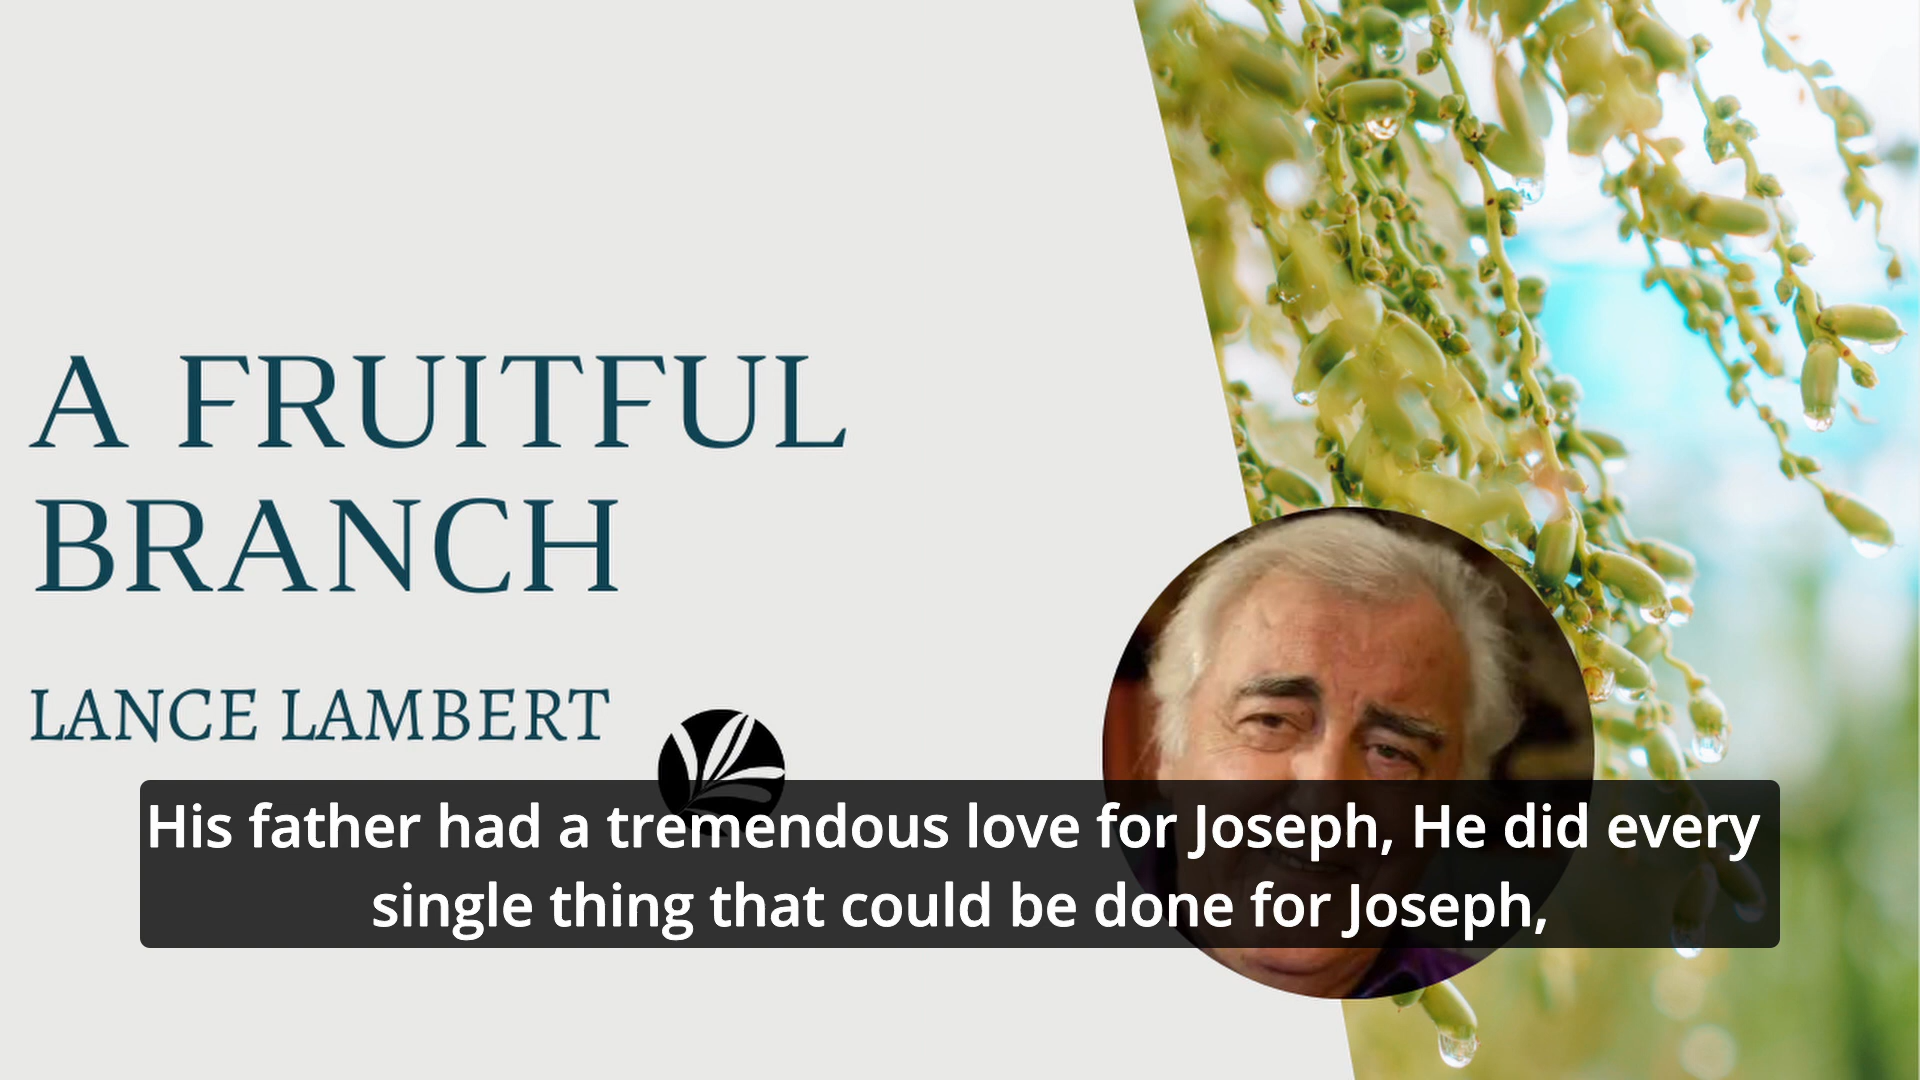 A FRUITFUL
BRANCH
LANCE LAMBERT
His father had a tremendous love for Joseph, He did every
single thing that could be done for Joseph,